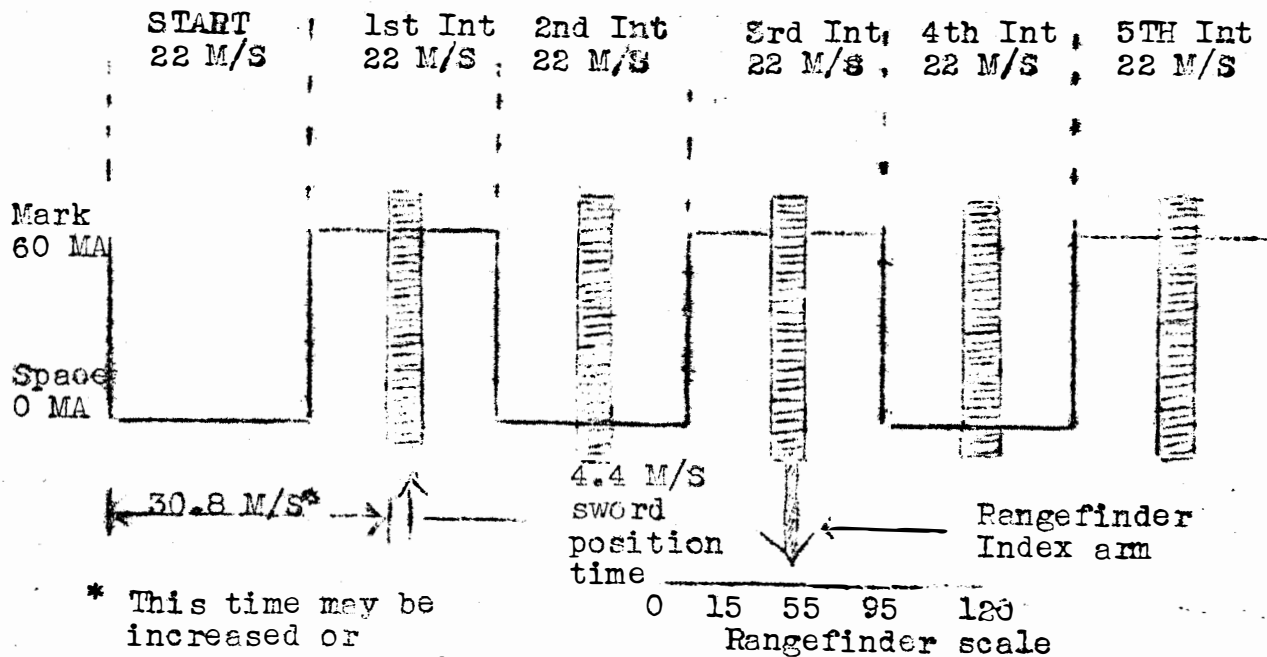 START 1st Int 2nd Int 3rd Int 4th Int 5TH Int
22 M/S 22 M/S 22 M/S 22 M/S 22 M/S 22 M/S
Mark
60 MA
Space
0 MA
30.8 M/S*
4.4 M/S
sword
position
time
Rangefinder
Index arm
* This time may be
increased or
0 15 55 95 120
Rangefinder scale